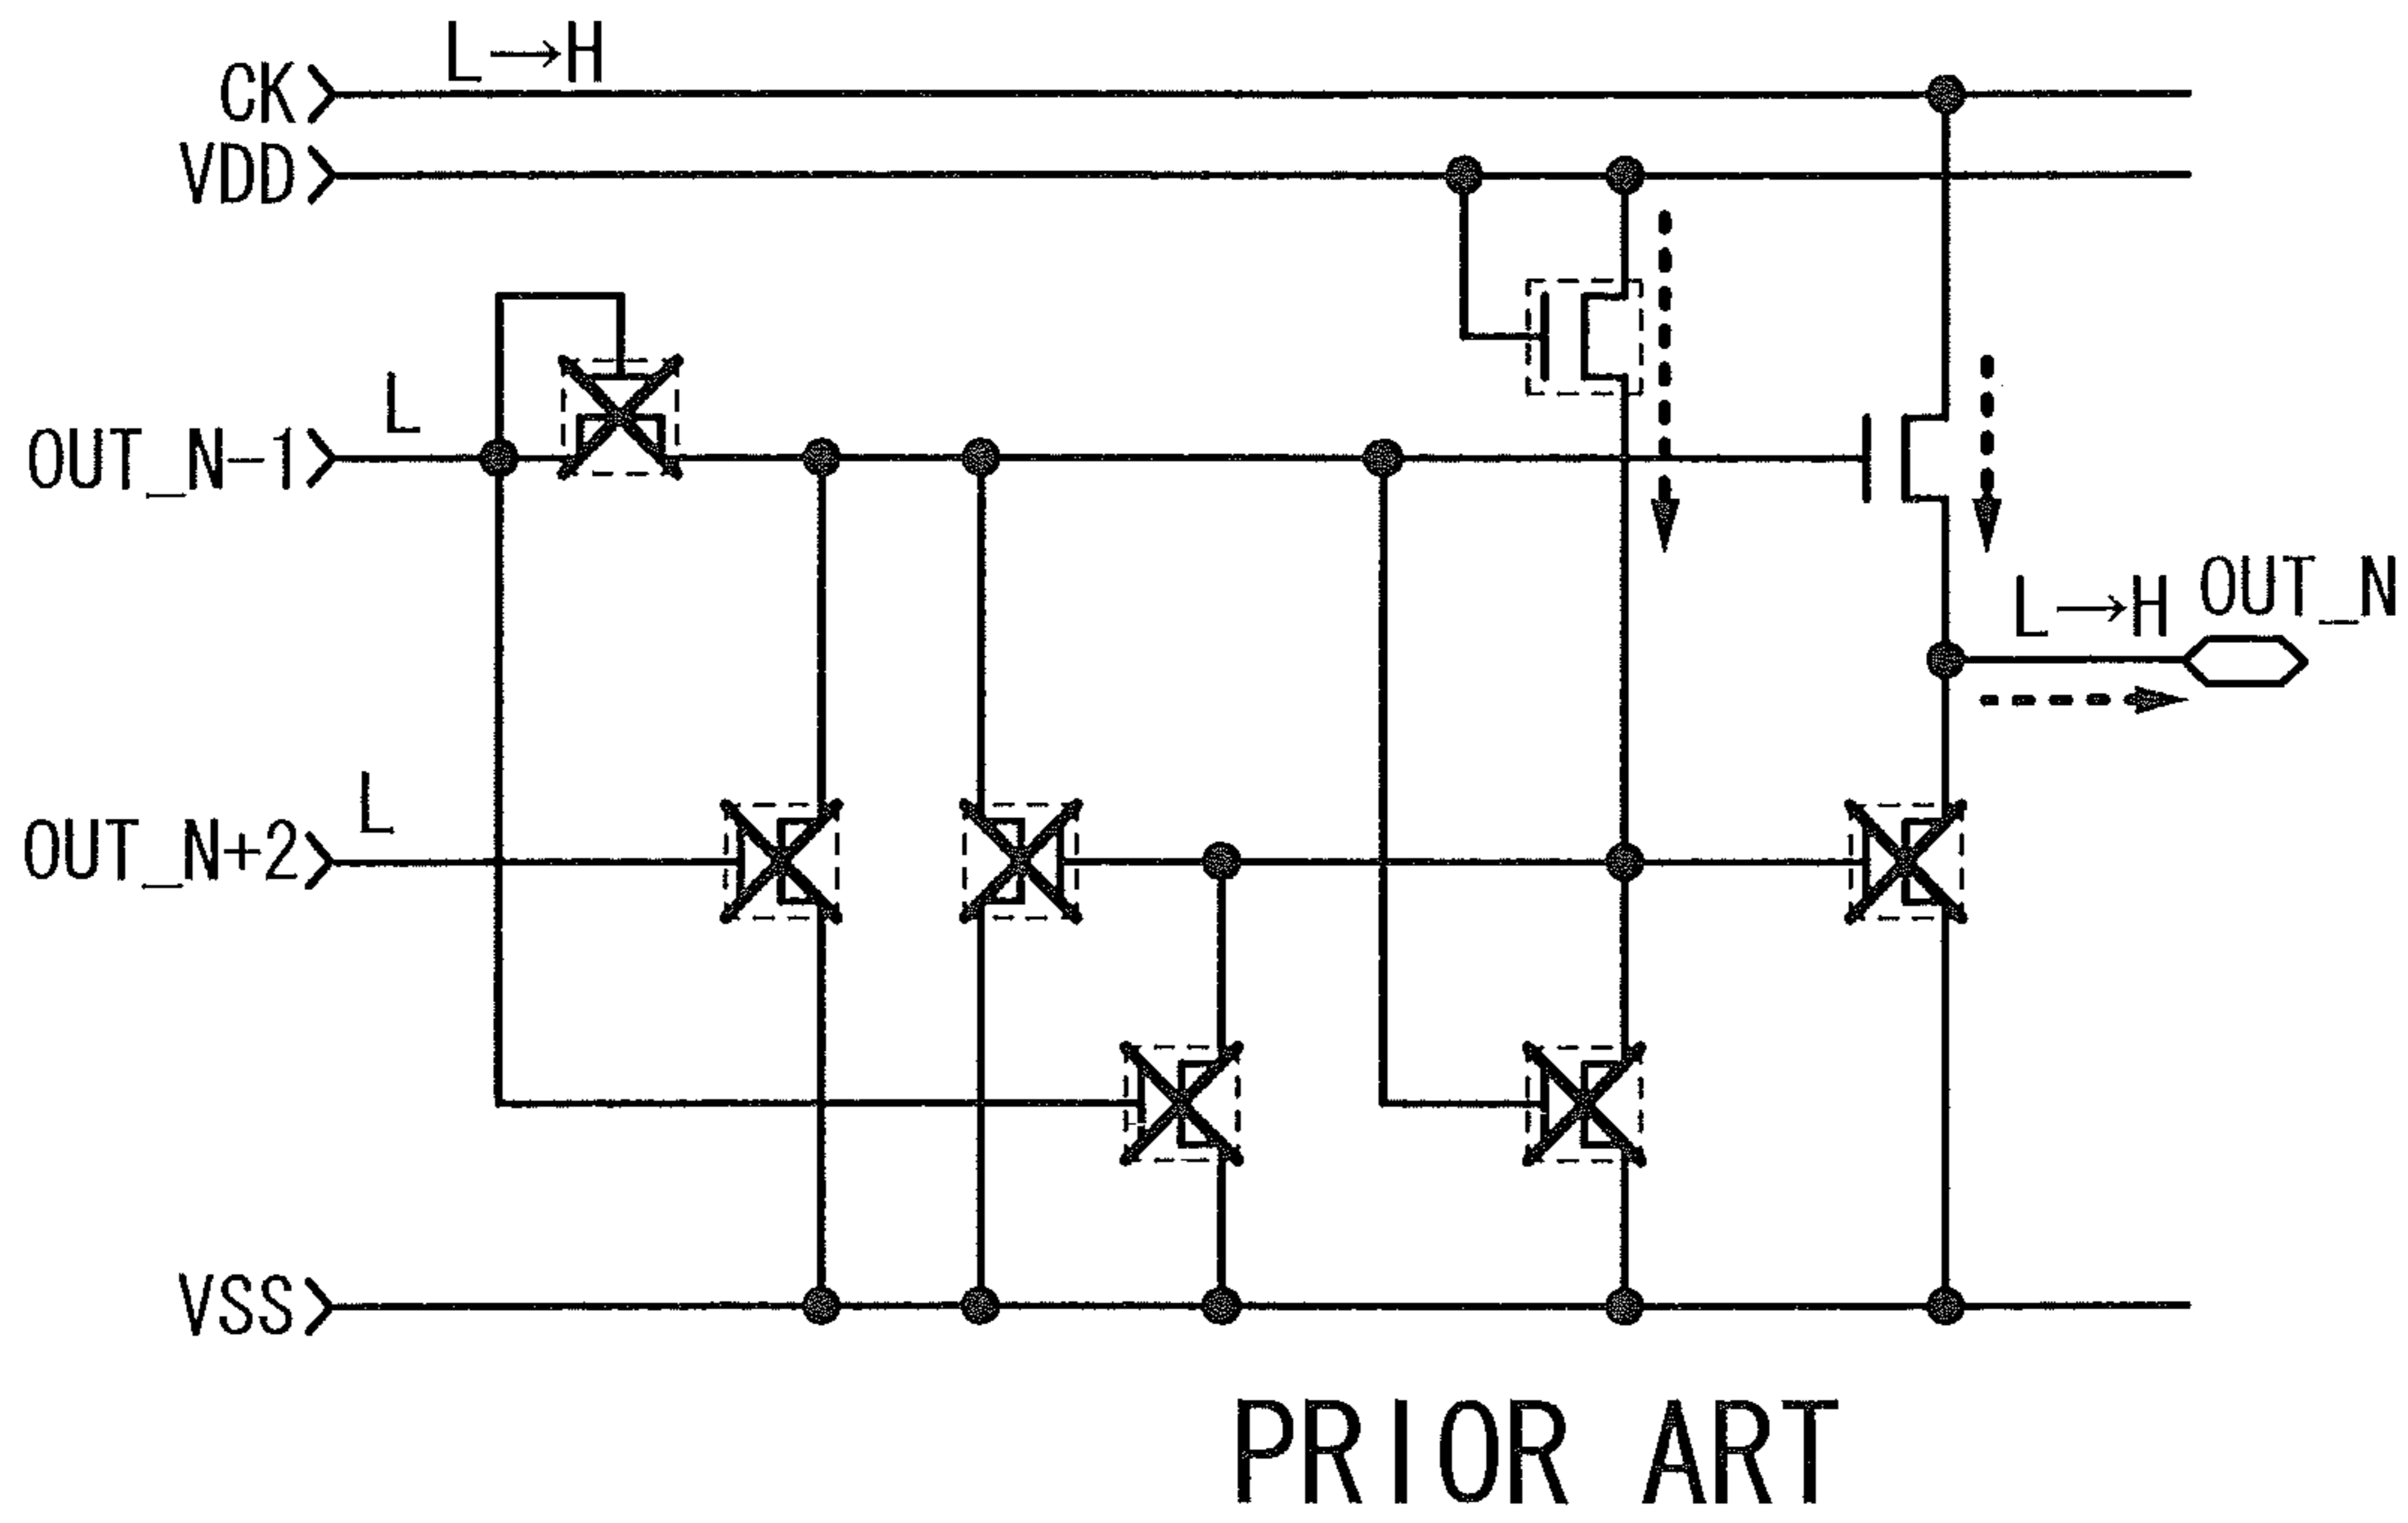 L→H
CK
VDD
L
OUT_N-1
L→H OUT_N
L
OUT_N+2
VSS
PRIOR ART